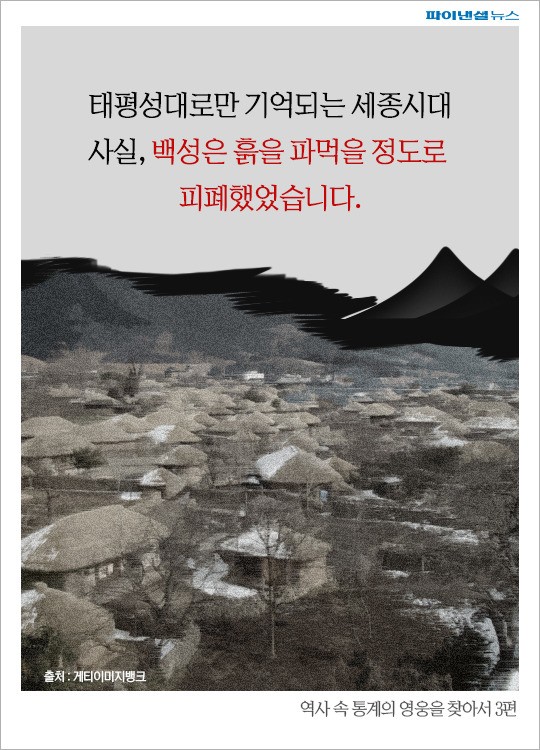 파이낸셜뉴스
태평성대로만 기억되는 세종시대
사실, 백성은 흙을 파먹을 정도로
피폐했었습니다.
출처 : 게티이미지뱅크
역사 속 통계의 영웅을 찾아서 3편